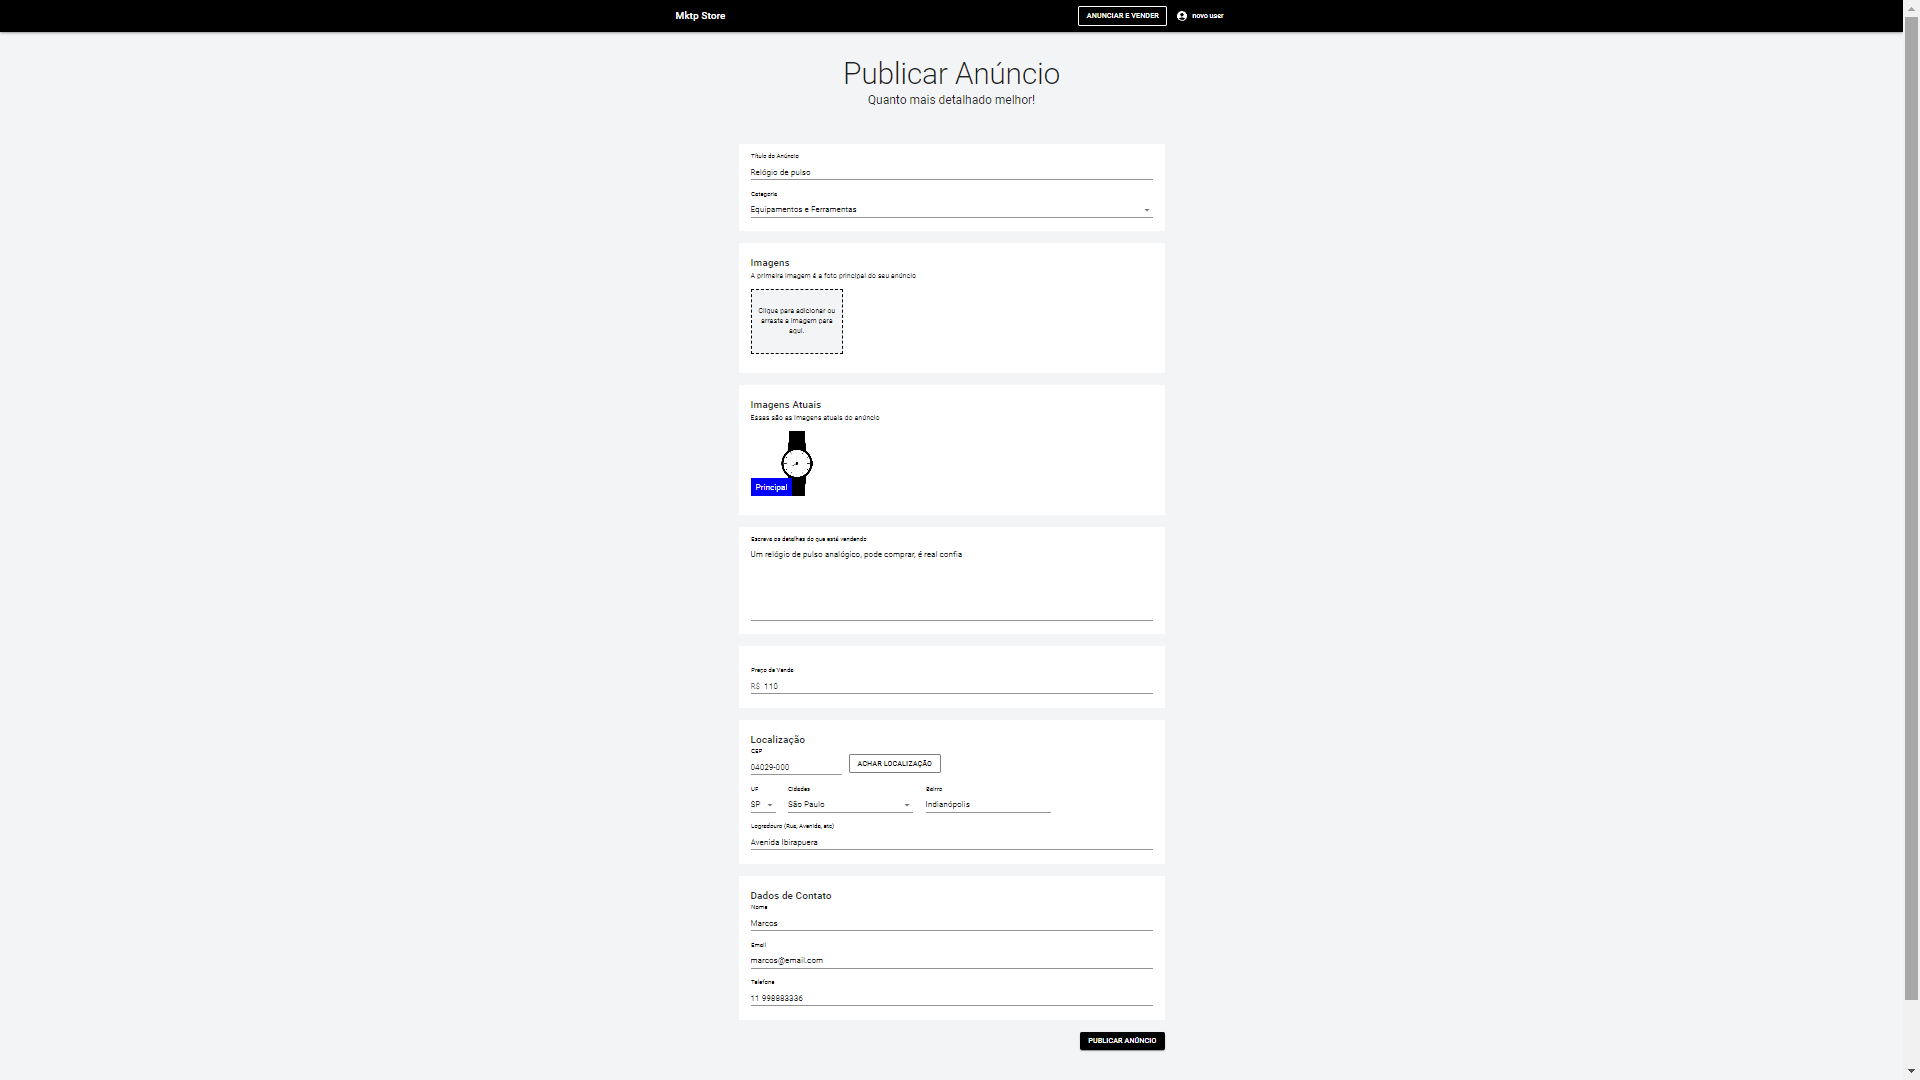 Mktp Store
ANUNCIAR E VENDER
novo user
Publicar Anúncio
Quanto mais detalhado melhor!
Título do Anúncio
Relógio de pulso
Categoria
Equipamentos e Ferramentas
Imagens
A primeira imagem é a foto principal do seu anúncio
Clique para adicionar ou
arraste a imagem para
aqui.
Imagens Atuais
Essas são as imagens atuais do anúncio
Principal
Escreva os detalhes do que está vendendo
Um relógio de pulso analógico, pode comprar, é real confia
Preço de Venda
R$ 110
Localização
CEP
04029-000
ACHAR LOCALIZAÇÃO
UF
Cidades
Bairro
SP
São Paulo
Indianópolis
Logradouro (Rua, Avenida, etc)
Avenida Ibirapuera
Dados de Contato
Nome
Marcos
Email
marcos@email.com
Telefone
11 998883336
PUBLICAR ANÚNCIO